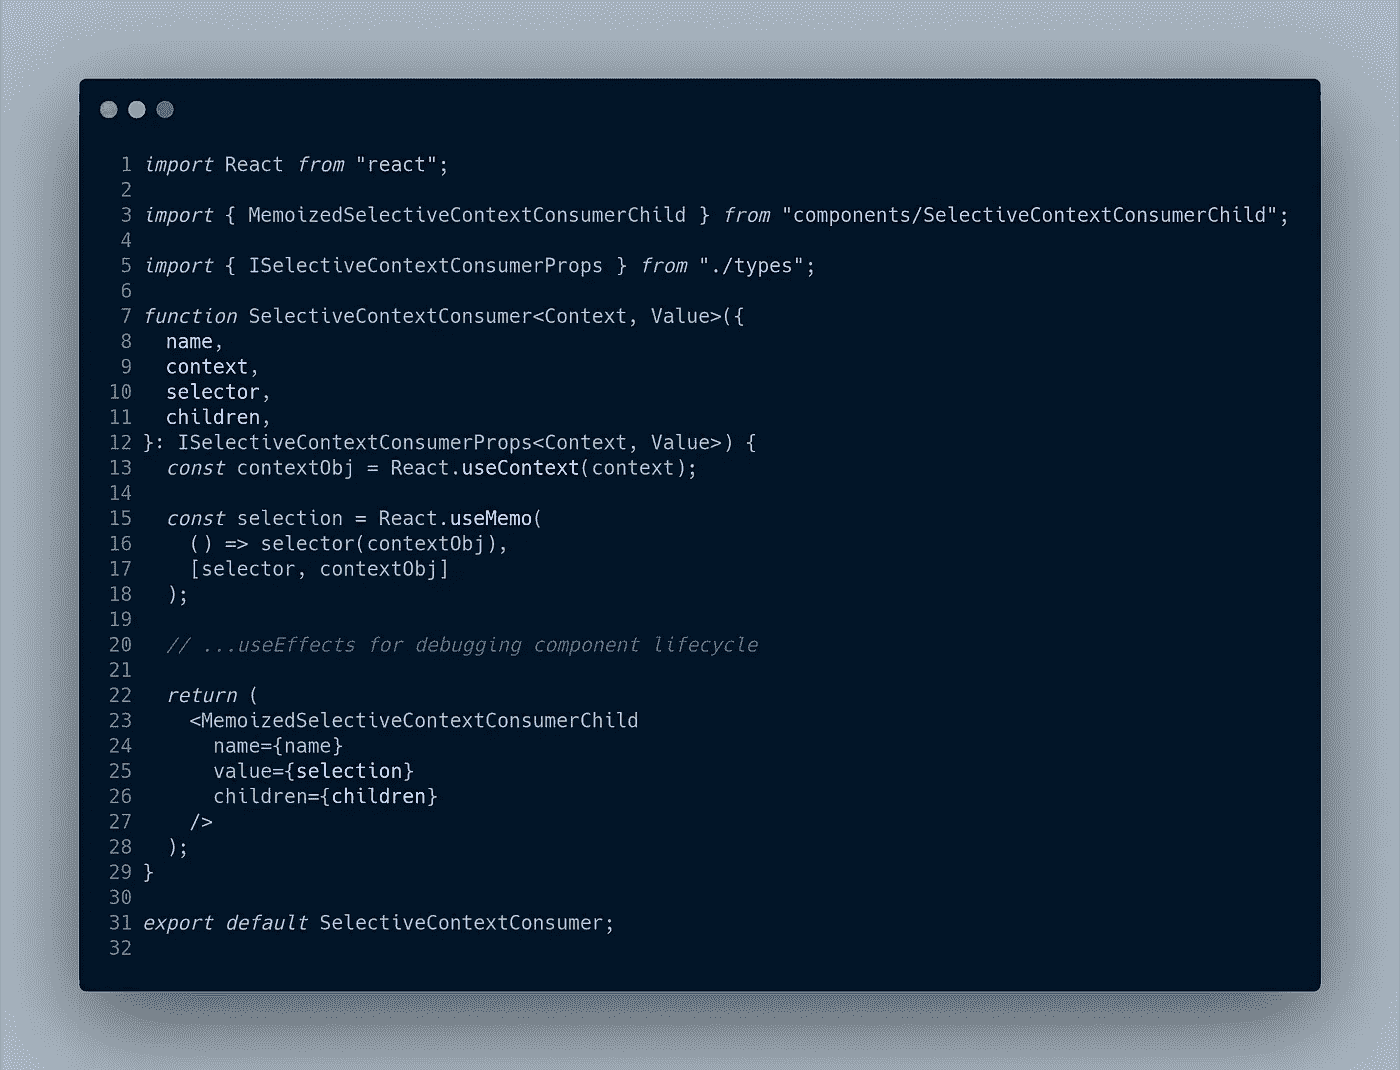 1 import React from "react";
2
3 import { MemoizedSelectiveContextConsumerChild } from "components/SelectiveContextConsumerChild";
4
5 import { ISelectiveContextConsumerProps } from "./types";
6
7 function SelectiveContextConsumer<Context, Value>({
8   name,
9   context,
10   selector,
11   children,
12 }: ISelectiveContextConsumerProps<Context, Value>) {
13   const contextObj = React.useContext(context);
14
15   const selection = React.useMemo(
16     () => selector(contextObj),
17     [selector, contextObj]
18   );
19
20   // ...useEffects for debugging component lifecycle
21
22   return (
23     <MemoizedSelectiveContextConsumerChild
24       name={name}
25       value={selection}
26       children={children}
27     />
28   );
29 }
30
31 export default SelectiveContextConsumer;
32